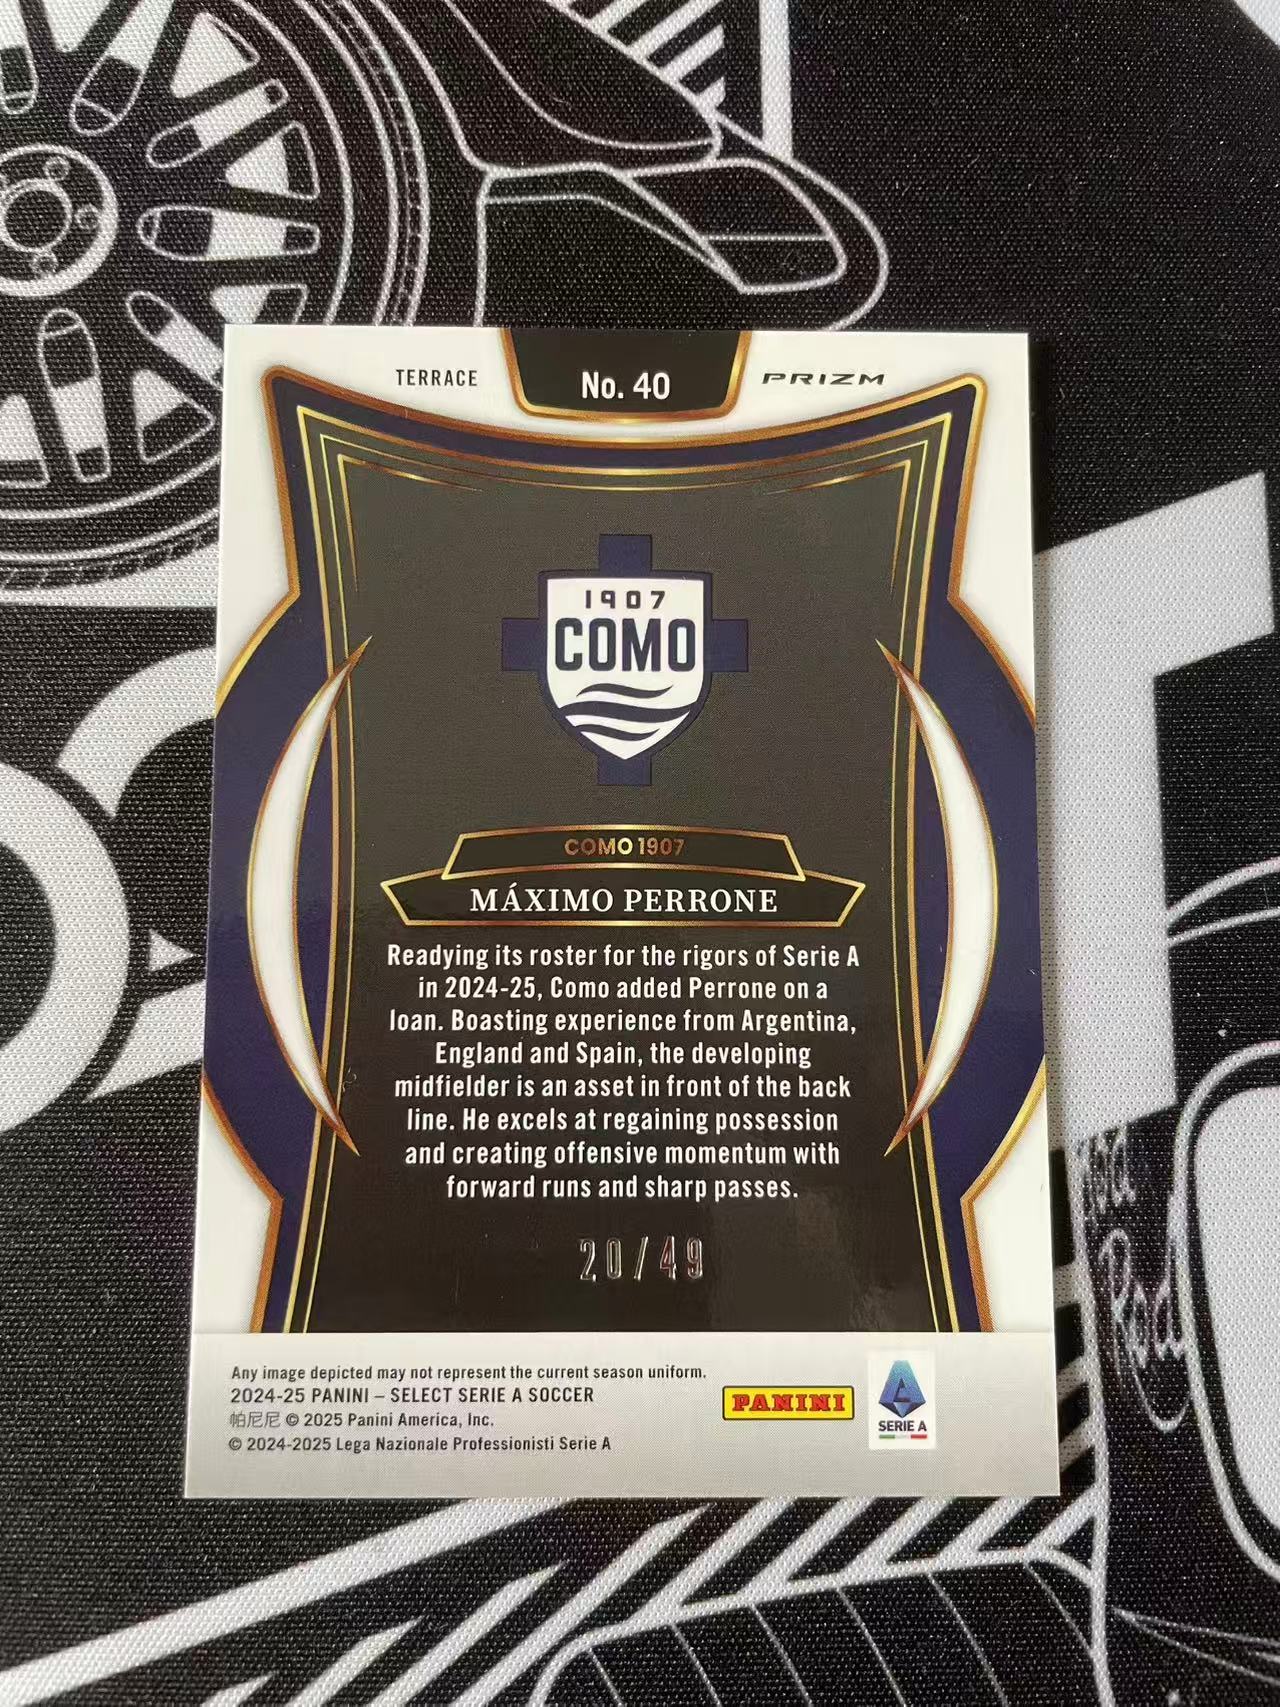 TERRACE
No. 40
PRIZM
1907
COMO
COMO 1907
MÁXIMO PERRONE
Readying its roster for the rigors of Serie A
in 2024-25, Como added Perrone on a
loan. Boasting experience from Argentina,
England and Spain, the developing
midfielder is an asset in front of the back
line. He excels at regaining possession
and creating offensive momentum with
forward runs and sharp passes.
20/49
Any image depicted may not represent the current season uniform.
2024-25 PANINI – SELECT SERIE A SOCCER
帕尼尼 © 2025 Panini America, Inc.
© 2024-2025 Lega Nazionale Professionisti Serie A
PANINI
SERIE A
Rod